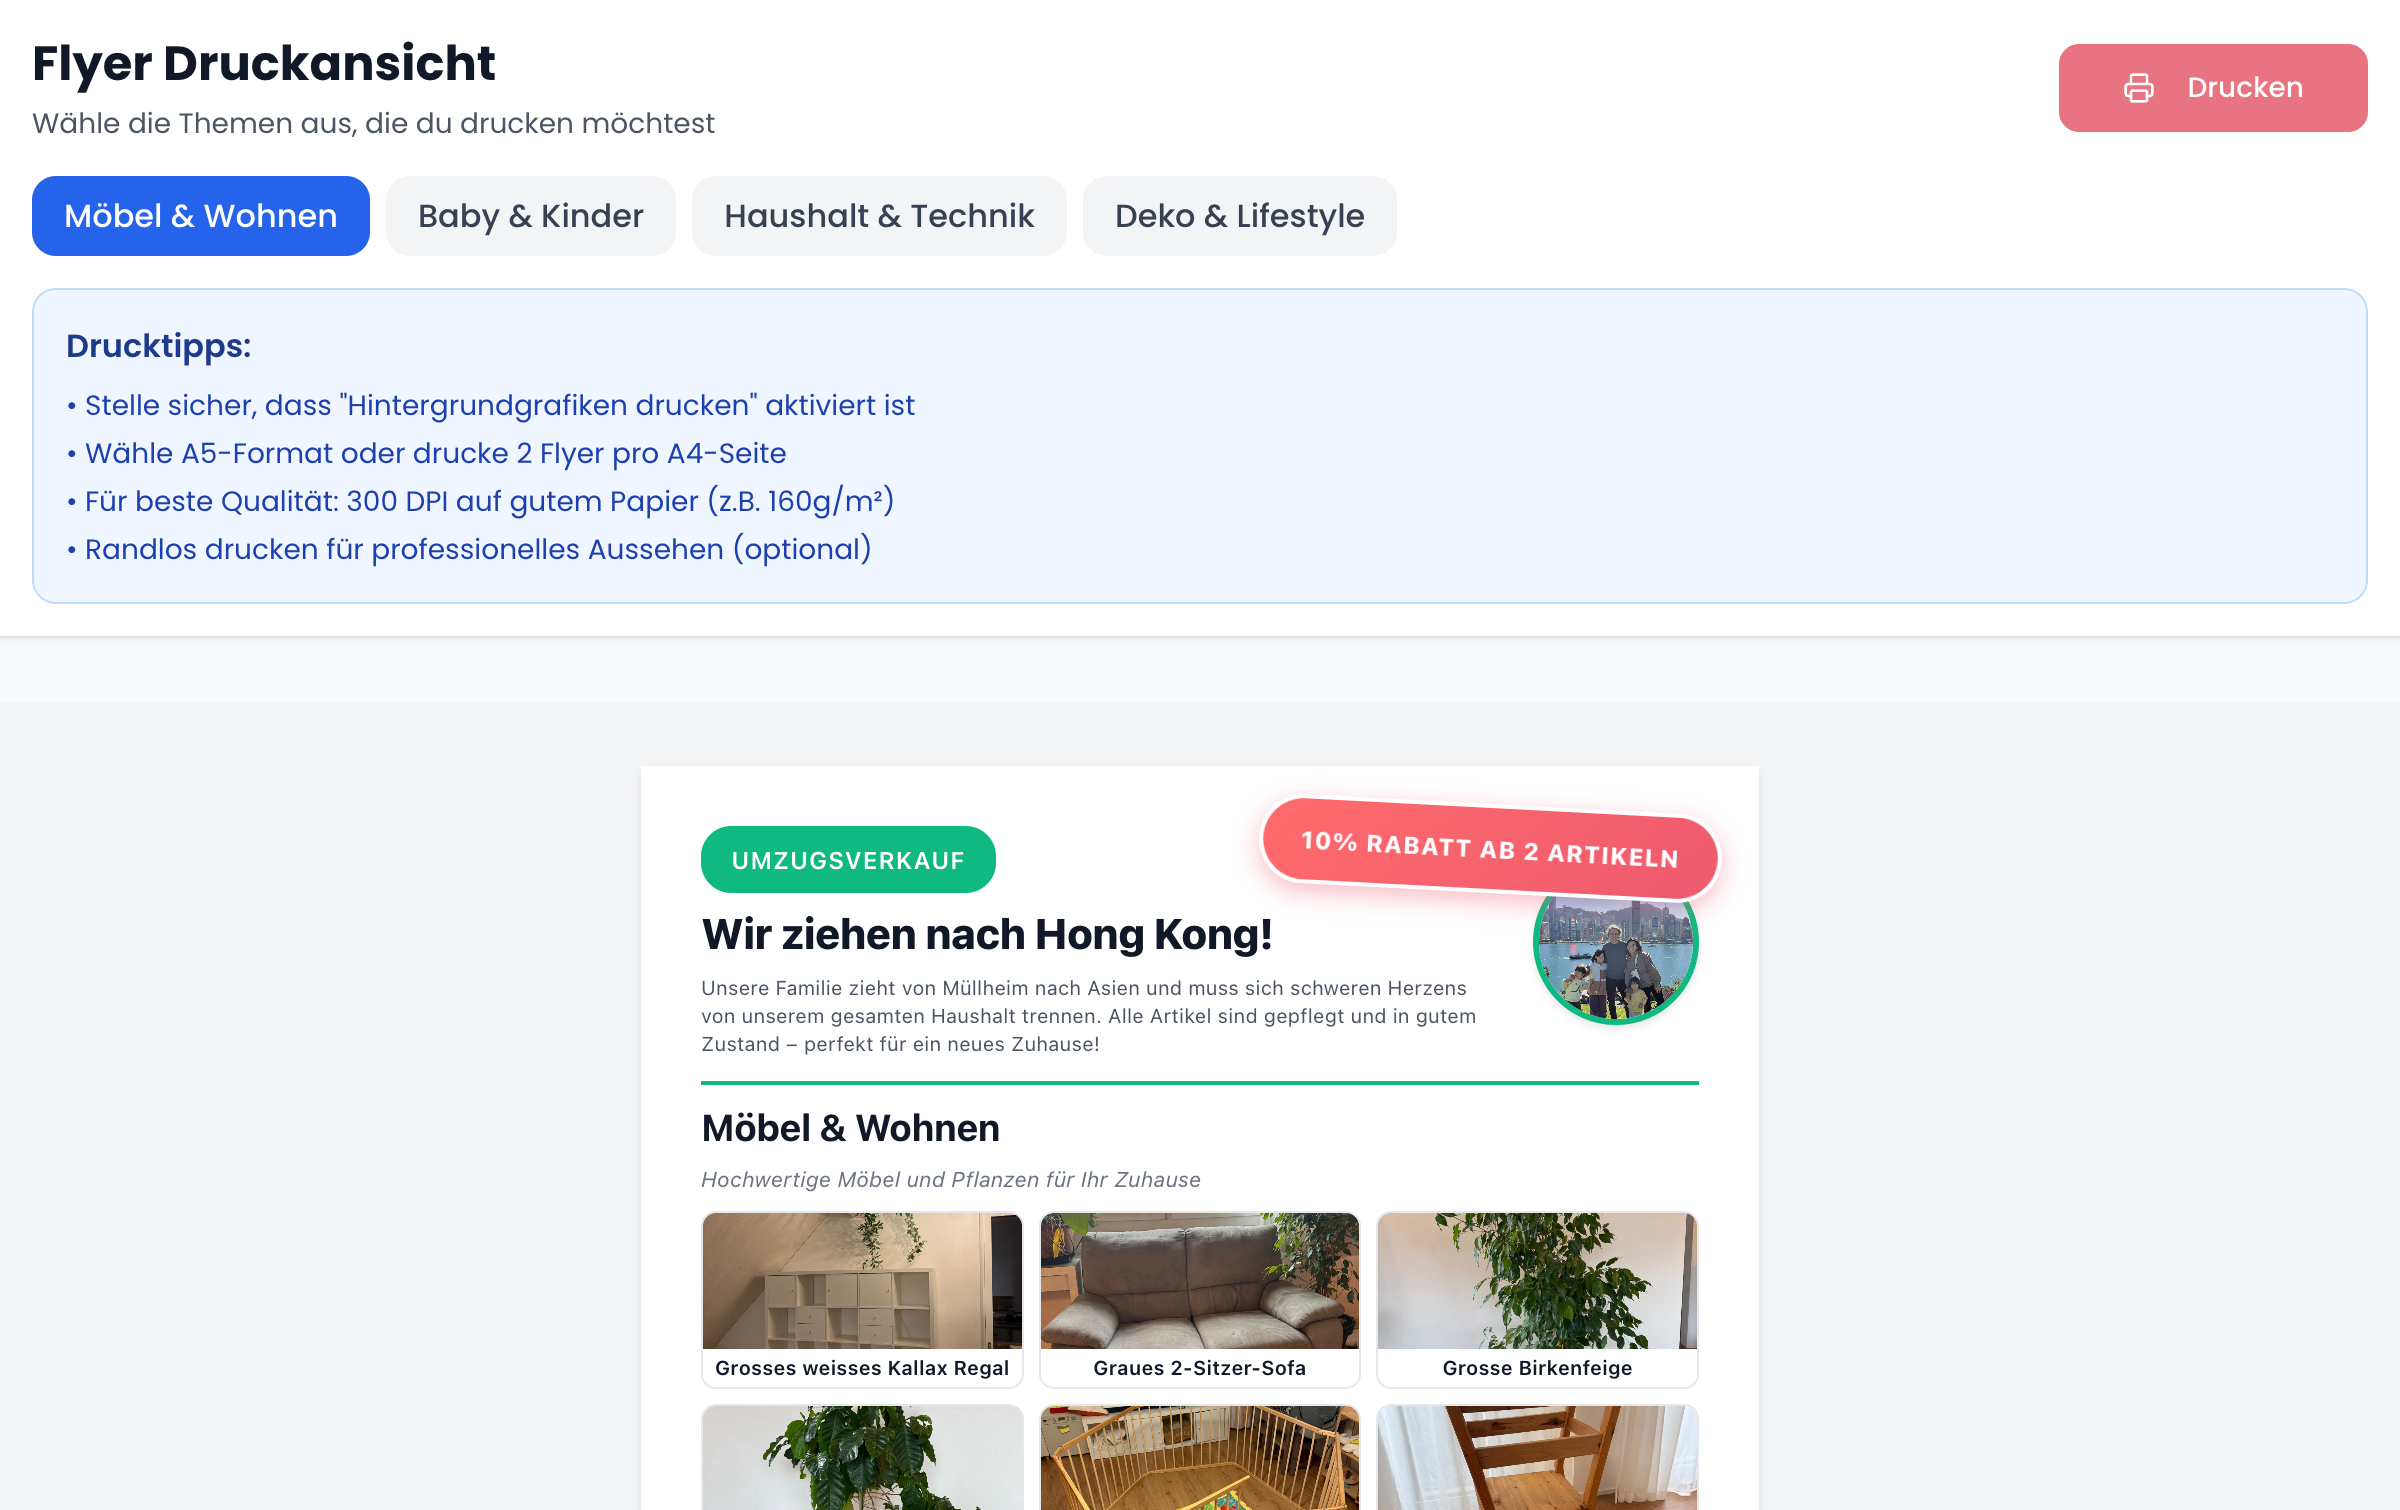 Flyer Druckansicht
Wähle die Themen aus, die du drucken möchtest
Drucken
Möbel & Wohnen
Baby & Kinder
Haushalt & Technik
Deko & Lifestyle
Drucktipps:
• Stelle sicher, dass "Hintergrundgrafiken drucken" aktiviert ist
• Wähle A5-Format oder drucke 2 Flyer pro A4-Seite
• Für beste Qualität: 300 DPI auf gutem Papier (z.B. 160g/m²)
• Randlos drucken für professionelles Aussehen (optional)
UMZUGSVERKAUF
10% RABATT AB 2 ARTIKELN
Wir ziehen nach Hong Kong!
Unsere Familie zieht von Müllheim nach Asien und muss sich schweren Herzens
von unserem gesamten Haushalt trennen. Alle Artikel sind gepflegt und in gutem
Zustand – perfekt für ein neues Zuhause!
Möbel & Wohnen
Hochwertige Möbel und Pflanzen für Ihr Zuhause
Grosses weisses Kallax Regal
Graues 2-Sitzer-Sofa
Grosse Birkenfeige